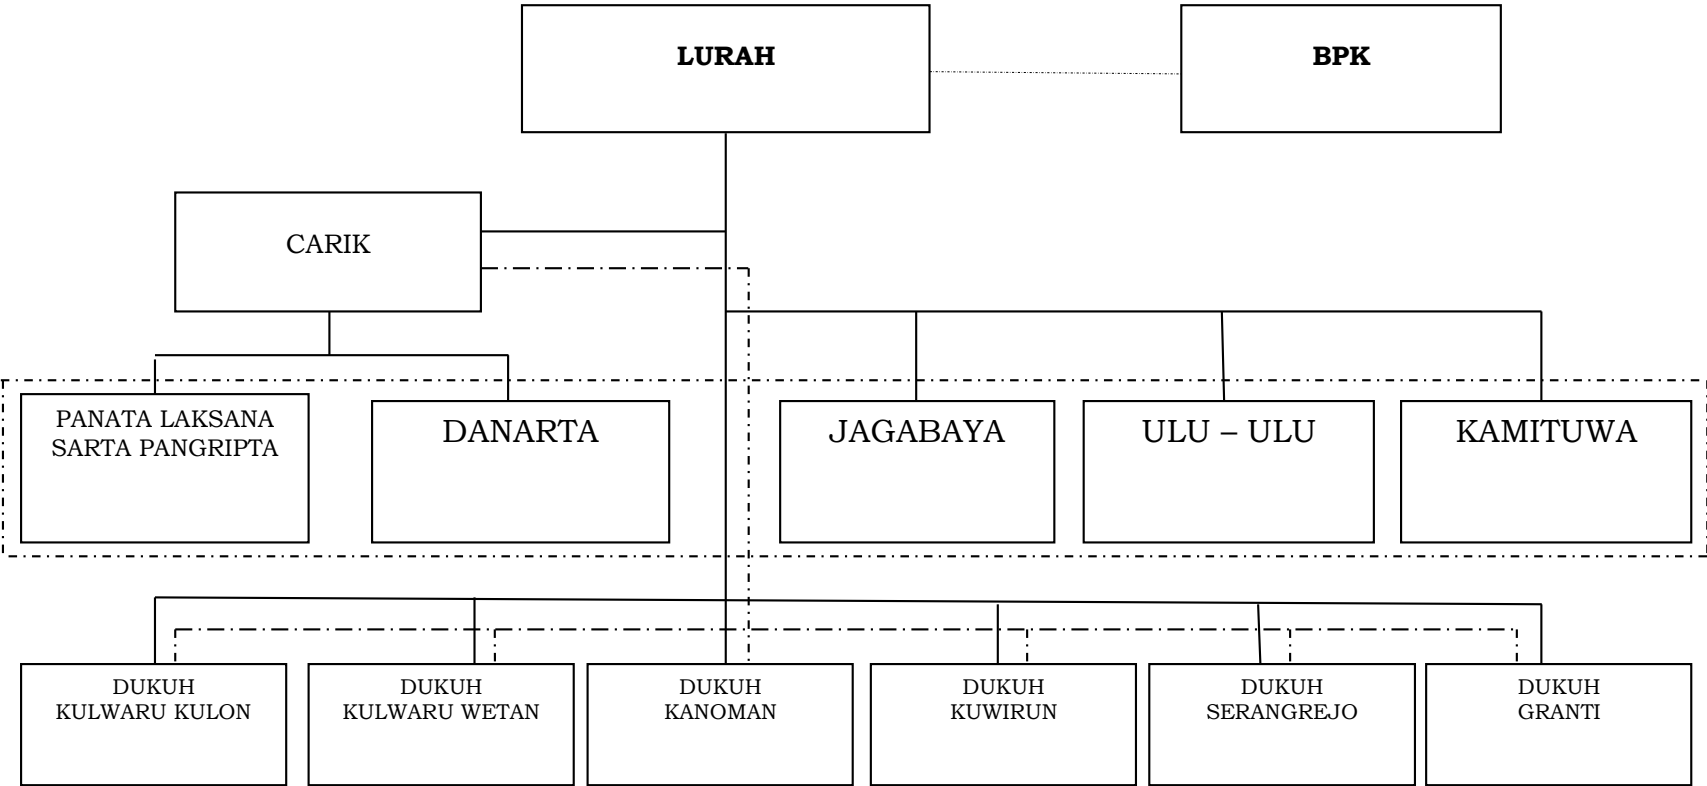 LURAH
BPK
CARIK
PANATA LAKSANA
SARTA PANGRIPTA
DANARTA
JAGABAYA
ULU – ULU
KAMITUWA
DUKUH
KULWARU KULON
DUKUH
KULWARU WETAN
DUKUH
KANOMAN
DUKUH
KUWIRUN
DUKUH
SERANGREJO
DUKUH
GRANTI